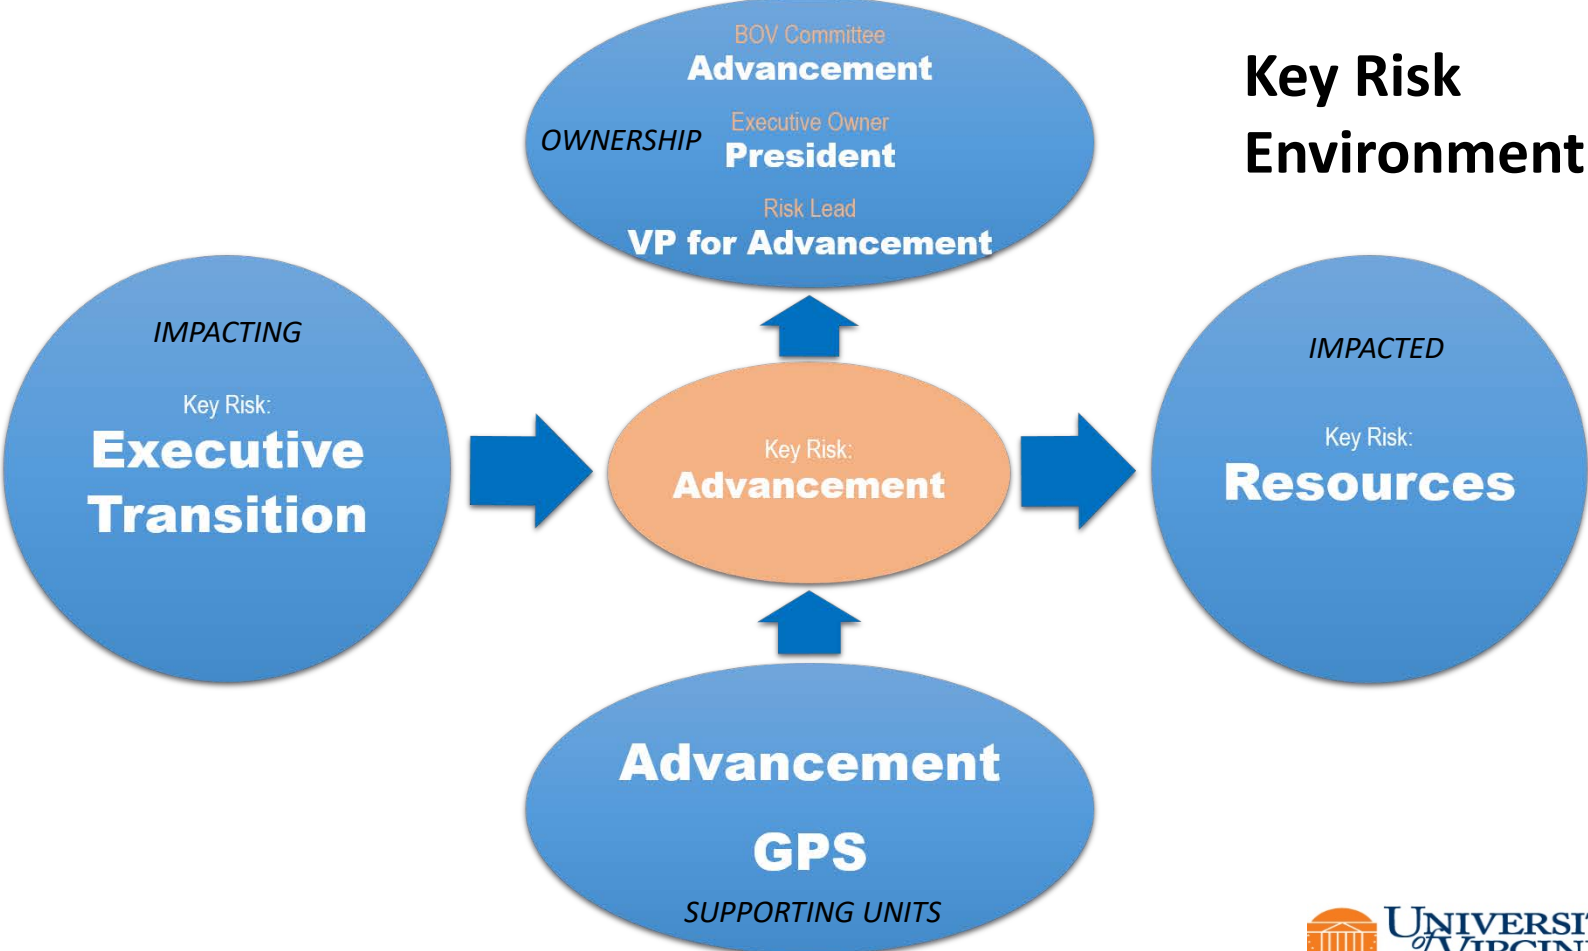 BOV Committee
Advancement
Executive Owner
OWNERSHIP
President
Risk Lead
VP for Advancement
Key Risk
Environment
IMPACTING
Key Risk:
Executive
Transition
Key Risk:
Advancement
IMPACTED
Key Risk:
Resources
Advancement
GPS
SUPPORTING UNITS